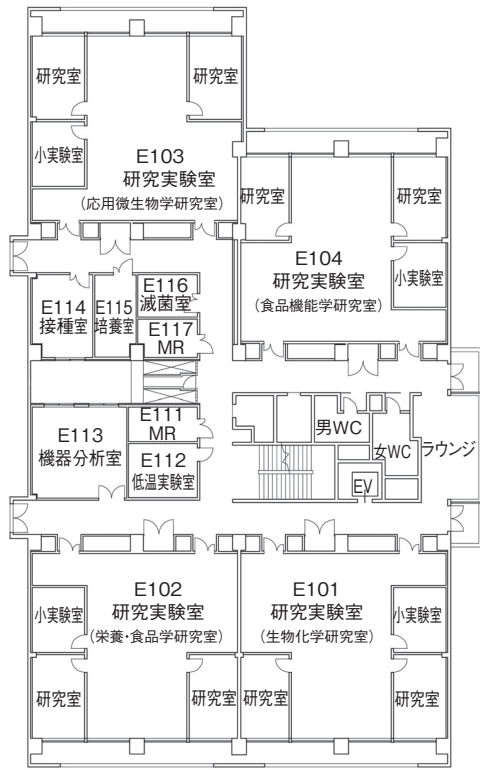 研究室
研究室
小実験室
E103
研究実験室
(応用微生物学研究室)
研究室
研究室
E104
研究実験室
(食品機能学研究室)
小実験室
E114
接種室
E115
培養室
E116
滅菌室
E117
MR
E111
MR
E113
機器分析室
E112
低温実験室
男WC
女WC
ラウンジ
EV
E102
研究実験室
(栄養・食品学研究室)
小実験室
E101
研究実験室
(生物化学研究室)
小実験室
研究室
研究室
研究室
研究室